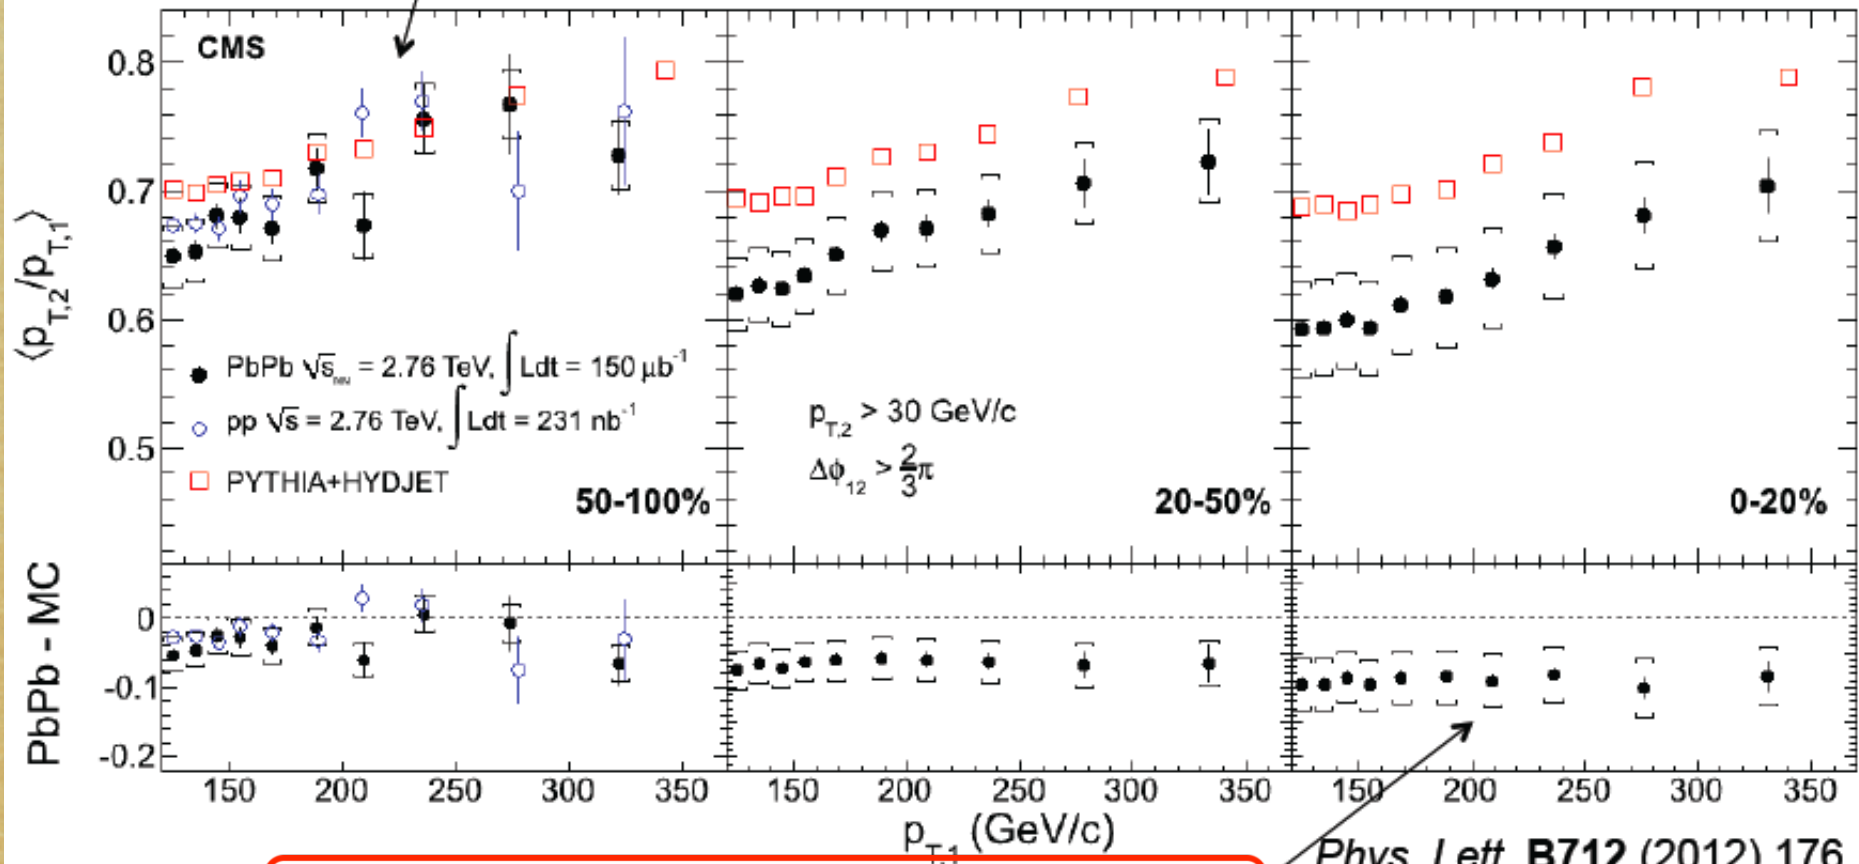 CMS
0.8
0.7
0.6
0.5
⟨p_T,2/p_T,1⟩
PbPb √s_NN = 2.76 TeV, ∫Ldt = 150 μb⁻¹
pp √s = 2.76 TeV, ∫Ldt = 231 nb⁻¹
PYTHIA+HYDJET
50-100%
p_T,2 > 30 GeV/c
Δϕ_12 > 2/3 π
20-50%
0-20%
PbPb - MC
0
-0.1
-0.2
150 200 250 300 350
150 200 250 300 350
150 200 250 300 350
p_T,1 (GeV/c)
Phys. Lett. B712 (2012) 176